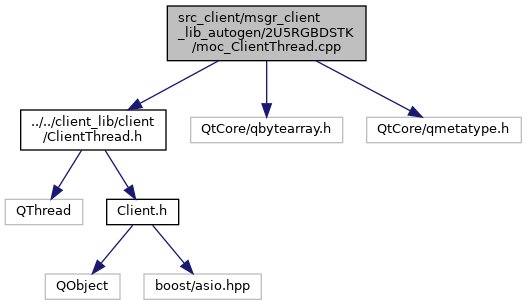 src_client/msgr_client
_lib_autogen/2U5RGBDSTK
/moc_ClientThread.cpp
../../client_lib/client
/ClientThread.h
QtCore/qbytearray.h
QtCore/qmetatype.h
QThread
Client.h
QObject
boost/asio.hpp